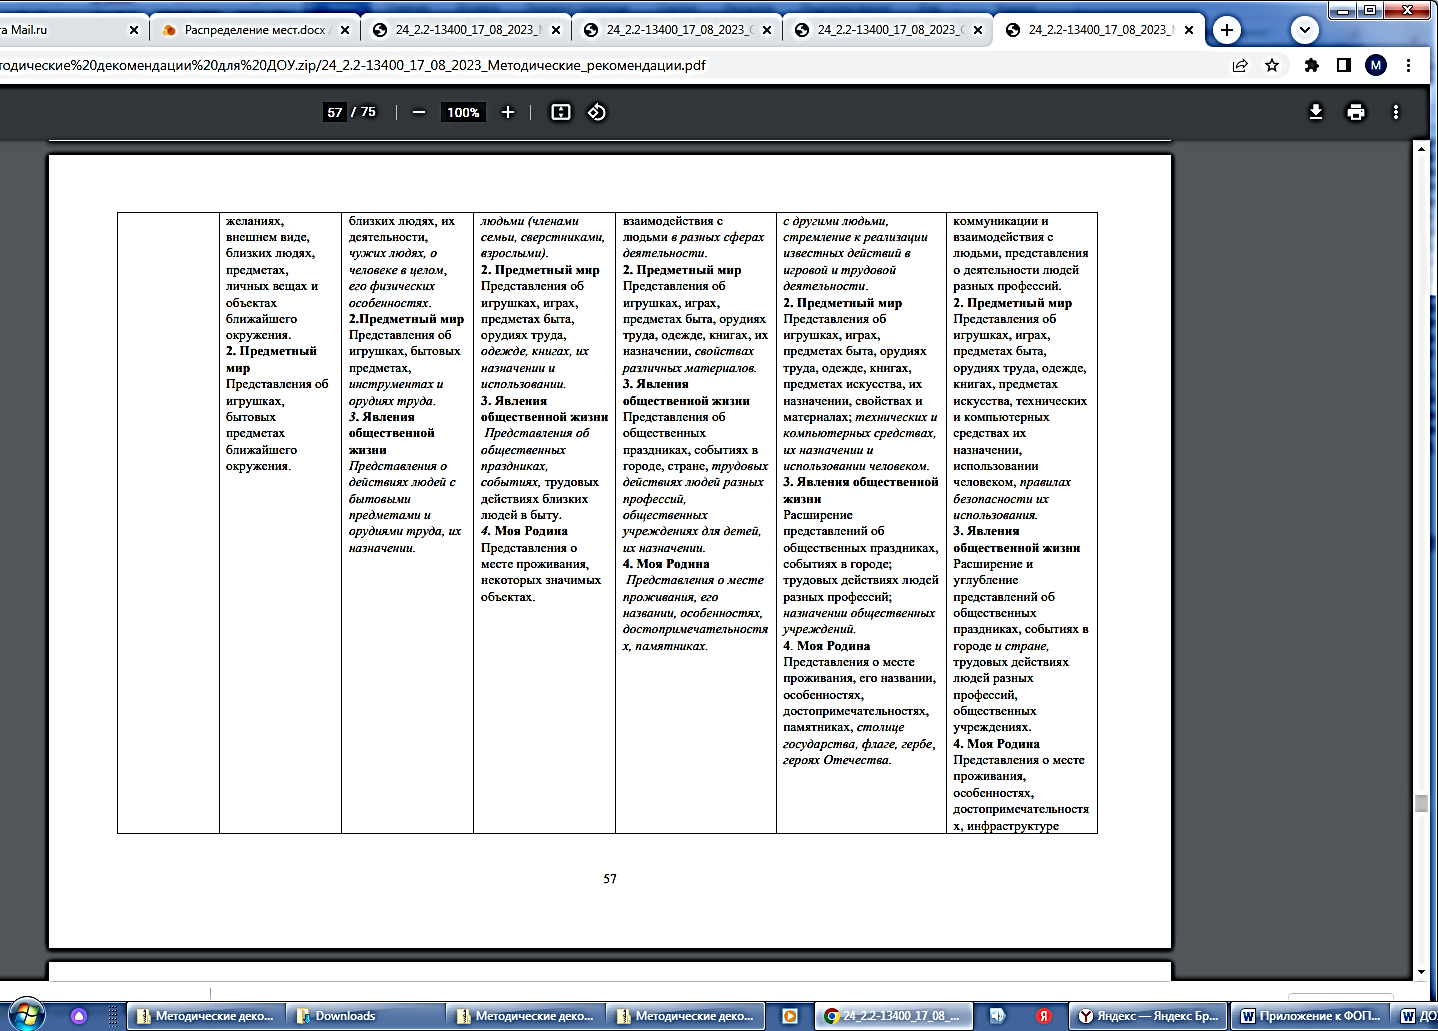 та Mail.ru
Распределение мест.docx
24_2.2-13400_17_08_2023_
24_2.2-13400_17_08_2023_
24_2.2-13400_17_08_2023_
24_2.2-13400_17_08_2023_
тодические%20декомендации%20для%20ДОУ.zip/24_2.2-13400_17_08_2023_Методические_рекомендации.pdf
M
57 / 75
100%
желаниях,
внешнем виде,
близких людях,
предметах,
личных вещах и
объектах
ближайшего
окружения.
2. Предметный
мир
Представления об
игрушках,
бытовых
предметах
ближайшего
окружения.
близких людях, их
деятельности,
чужих людях, о
человеке в целом,
его физических
особенностях.
2.Предметный мир
Представления об
игрушках, бытовых
предметах,
инструментах и
орудиях труда.
3. Явления
общественной
жизни
Представления о
действиях людей с
бытовыми
предметами и
орудиями труда, их
назначении.
людьми (членами
семьи, сверстниками,
взрослыми).
2. Предметный мир
Представления об
игрушках, играх,
предметах быта,
орудиях труда,
одежде, книгах, их
назначении и
использовании.
3. Явления
общественной жизни
Представления об
общественных
праздниках,
событиях, трудовых
действиях близких
людей в быту.
4. Моя Родина
Представления о
месте проживания,
некоторых значимых
объектах.
взаимодействия с
людьми в разных сферах
деятельности.
2. Предметный мир
Представления об
игрушках, играх,
предметах быта, орудиях
труда, одежде, книгах, их
назначении, свойствах
различных материалов.
3. Явления
общественной жизни
Представления об
общественных
праздниках, событиях в
городе, стране, трудовых
действиях людей разных
профессий,
общественных
учреждениях для детей,
их назначении.
4. Моя Родина
Представления о месте
проживания, его
названии, особенностях,
достопримечательностя
х, памятниках.
с другими людьми,
стремление к реализации
известных действий в
игровой и трудовой
деятельности.
2. Предметный мир
Представления об
игрушках, играх,
предметах быта, орудиях
труда, одежде, книгах,
предметах искусства, их
назначении, свойствах и
материалах; технических и
компьютерных средствах,
их назначении и
использовании человеком.
3. Явления общественной
жизни
Расширение
представлений об
общественных праздниках,
событиях в городе;
трудовых действиях людей
разных профессий;
назначении общественных
учреждений.
4. Моя Родина
Представления о месте
проживания, его названии,
особенностях,
достопримечательностях,
памятниках, столице
государства, флаге, гербе,
героях Отечества.
коммуникации и
взаимодействия с
людьми, представления
о деятельности людей
разных профессий.
2. Предметный мир
Представления об
игрушках, играх,
предметах быта,
орудиях труда, одежде,
книгах, предметах
искусства, технических
и компьютерных
средствах их
назначении,
использовании
человеком, правилах
безопасности их
использования.
3. Явления
общественной жизни
Расширение и
углубление
представлений об
общественных
праздниках, событиях в
городе и стране,
трудовых действиях
людей разных
профессий,
общественных
учреждениях.
4. Моя Родина
Представления о месте
проживания,
особенностях,
достопримечательностя
х, инфраструктуре
57
Методические деко...
Downloads
Методические деко...
Методические деко...
24_2.2-13400_17_08_...
Я
Яндекс — Яндекс Бр...
Приложение к ФОП...